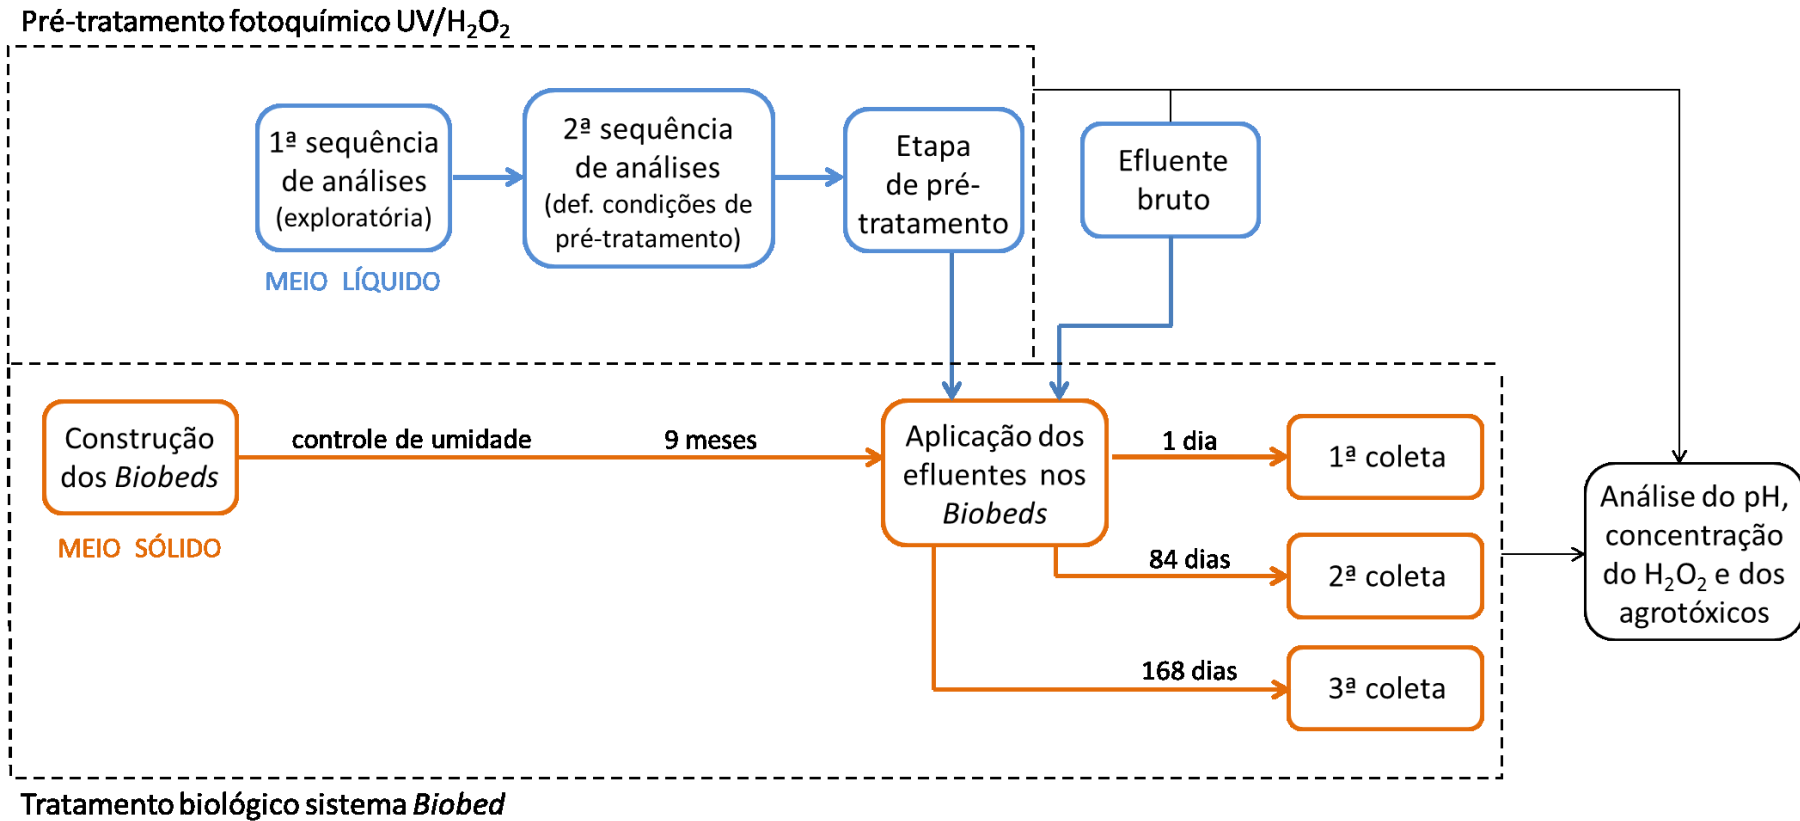 Pré-tratamento fotoquímico UV/H₂O₂
1ª sequência
de análises
(exploratória)
MEIO LÍQUIDO
2ª sequência
de análises
(def. condições de
pré-tratamento)
Etapa
de pré-
tratamento
Efluente
bruto
Construção
dos Biobeds
MEIO SÓLIDO
controle de umidade
9 meses
Aplicação dos
efluentes nos
Biobeds
1 dia
1ª coleta
84 dias
2ª coleta
168 dias
3ª coleta
Análise do pH,
concentração
do H₂O₂ e dos
agrotóxicos
Tratamento biológico sistema Biobed